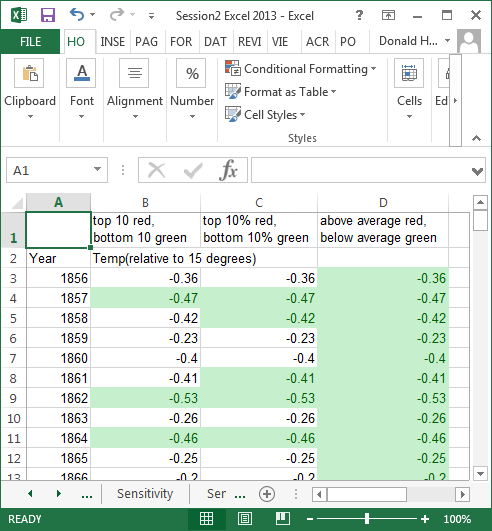 Session2 Excel 2013 - Excel
FILE HO INSE PAG FOR DAT REVI VIE ACR PO Donald H...
Clipboard Font Alignment Number Conditional Formatting Format as Table Cell Styles Styles Cells Ed
A1 fx
A B C D
1 top 10 red, bottom 10 green top 10% red, bottom 10% green above average red, below average green
2 Year Temp(relative to 15 degrees)
3 1856 -0.36 -0.36 -0.36
4 1857 -0.47 -0.47 -0.47
5 1858 -0.42 -0.42 -0.42
6 1859 -0.23 -0.23 -0.23
7 1860 -0.4 -0.4 -0.4
8 1861 -0.41 -0.41 -0.41
9 1862 -0.53 -0.53 -0.53
10 1863 -0.26 -0.26 -0.26
11 1864 -0.46 -0.46 -0.46
12 1865 -0.25 -0.25 -0.25
13 1866 -0.2 -0.2 -0.2
... Sensitivity Ser ...
READY 100%